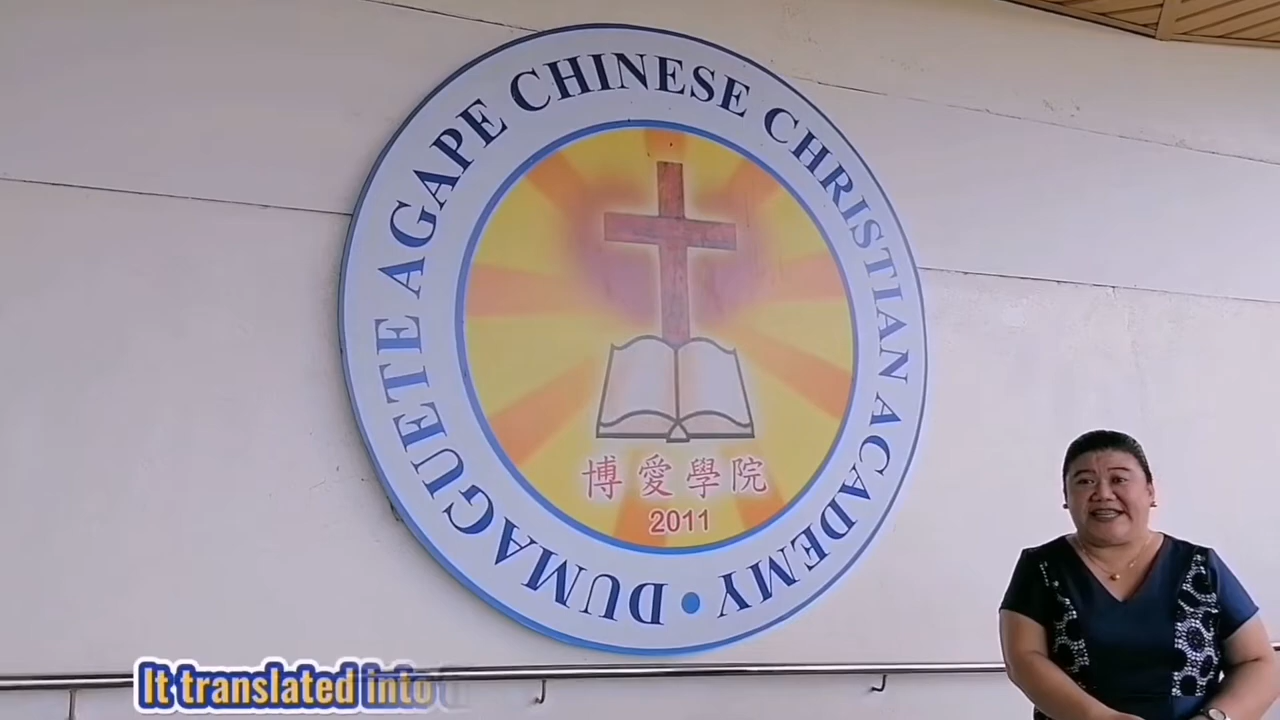 DUMAGUETE AGAPE CHINESE CHRISTIAN ACADEMY
博愛學院
2011
It translated into